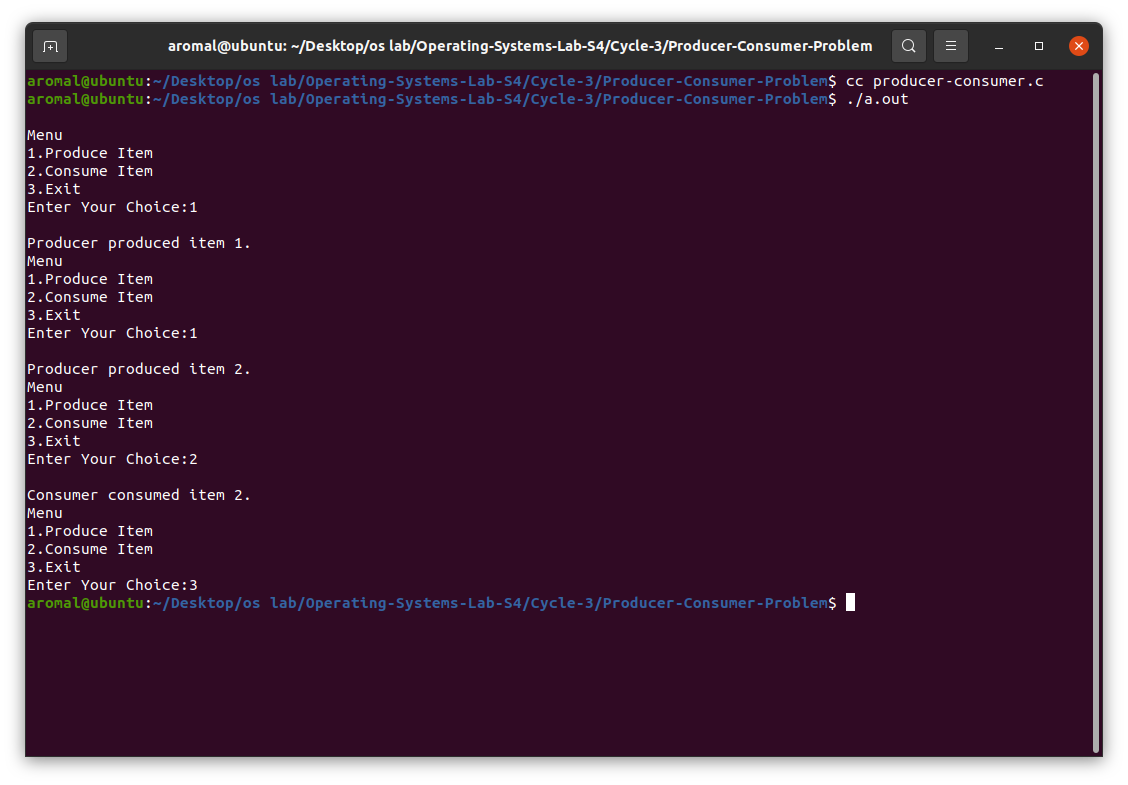 aromal@ubuntu: ~/Desktop/os lab/Operating-Systems-Lab-S4/Cycle-3/Producer-Consumer-Problem
aromal@ubuntu:~/Desktop/os lab/Operating-Systems-Lab-S4/Cycle-3/Producer-Consumer-Problem$ cc producer-consumer.c
aromal@ubuntu:~/Desktop/os lab/Operating-Systems-Lab-S4/Cycle-3/Producer-Consumer-Problem$ ./a.out
Menu
1.Produce Item
2.Consume Item
3.Exit
Enter Your Choice:1
Producer produced item 1.
Menu
1.Produce Item
2.Consume Item
3.Exit
Enter Your Choice:1
Producer produced item 2.
Menu
1.Produce Item
2.Consume Item
3.Exit
Enter Your Choice:2
Consumer consumed item 2.
Menu
1.Produce Item
2.Consume Item
3.Exit
Enter Your Choice:3
aromal@ubuntu:~/Desktop/os lab/Operating-Systems-Lab-S4/Cycle-3/Producer-Consumer-Problem$